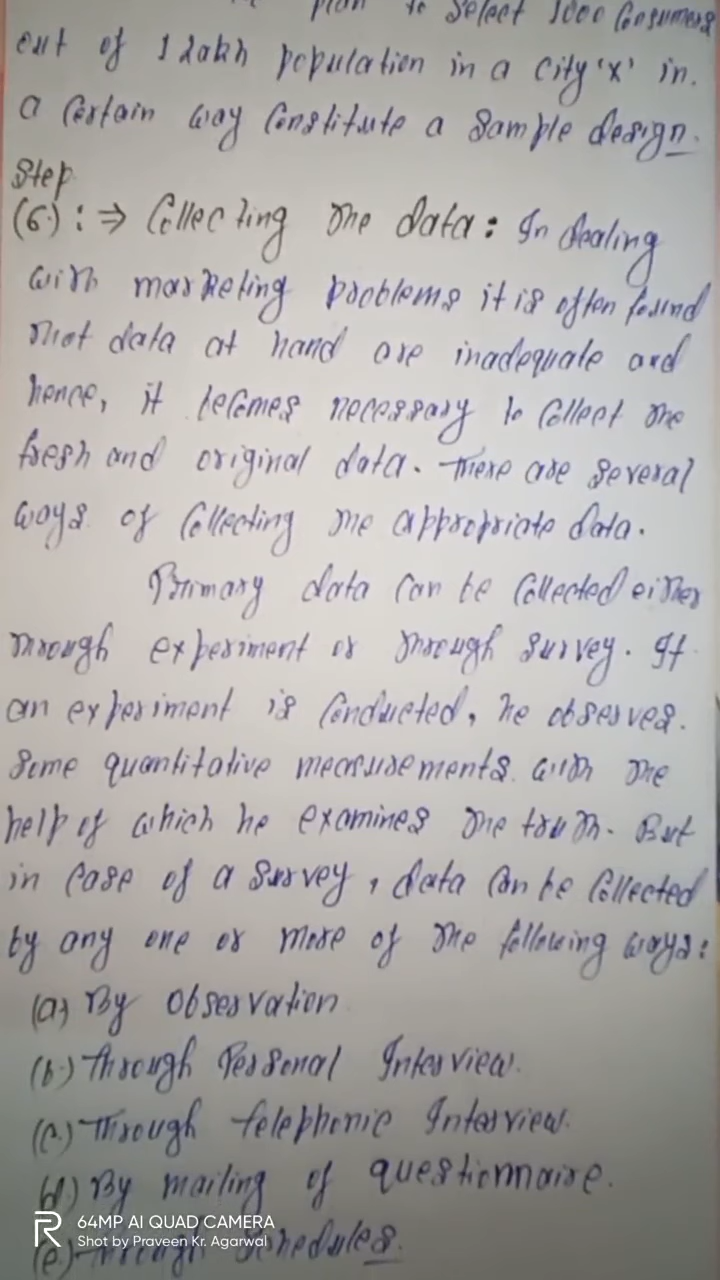 plan to select 1000 Consumers
out of 1 lakh population in a city 'x' in.
a Certain way Constitute a Sample design.
Step
(6.) : ⇒ Collecting the data : In dealing
with marketing problems it is often found
that data at hand are inadequate and
hence, it becomes necessary to Collect the
fresh and original data. There are several
ways of Collecting the appropriate data.
Primary data can be Collected either
through experiment or through survey. If
an experiment is Conducted, he observes.
Some quantitative measurements with the
help of which he examines the truth. But
in Case of a Survey, data Can be Collected
by any one or more of the following ways:
(a) By Observation
(b.) Through Personal Interview.
(c.) Through telephonic Interview.
(d.) By mailing of questionnaire.
(e.) Through Schedules.
R 64MP AI QUAD CAMERA
Shot by Praveen Kr. Agarwal